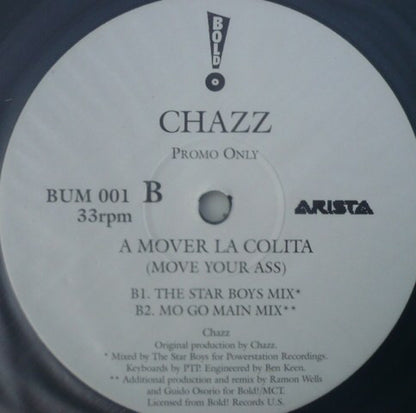 BOLD!
CHAZZ
PROMO ONLY
BUM 001 B
33rpm
ARISTA
A MOVER LA COLITA
(MOVE YOUR ASS)
B1. THE STAR BOYS MIX*
B2. MO GO MAIN MIX**
Chazz
Original production by Chazz.
* Mixed by The Star Boys for Powerstation Recordings.
Keyboards by PTP. Engineered by Ben Keen.
** Additional production and remix by Ramon Wells
and Guido Osorio for Bold!/MCT.
Licensed from Bold! Records U.S.